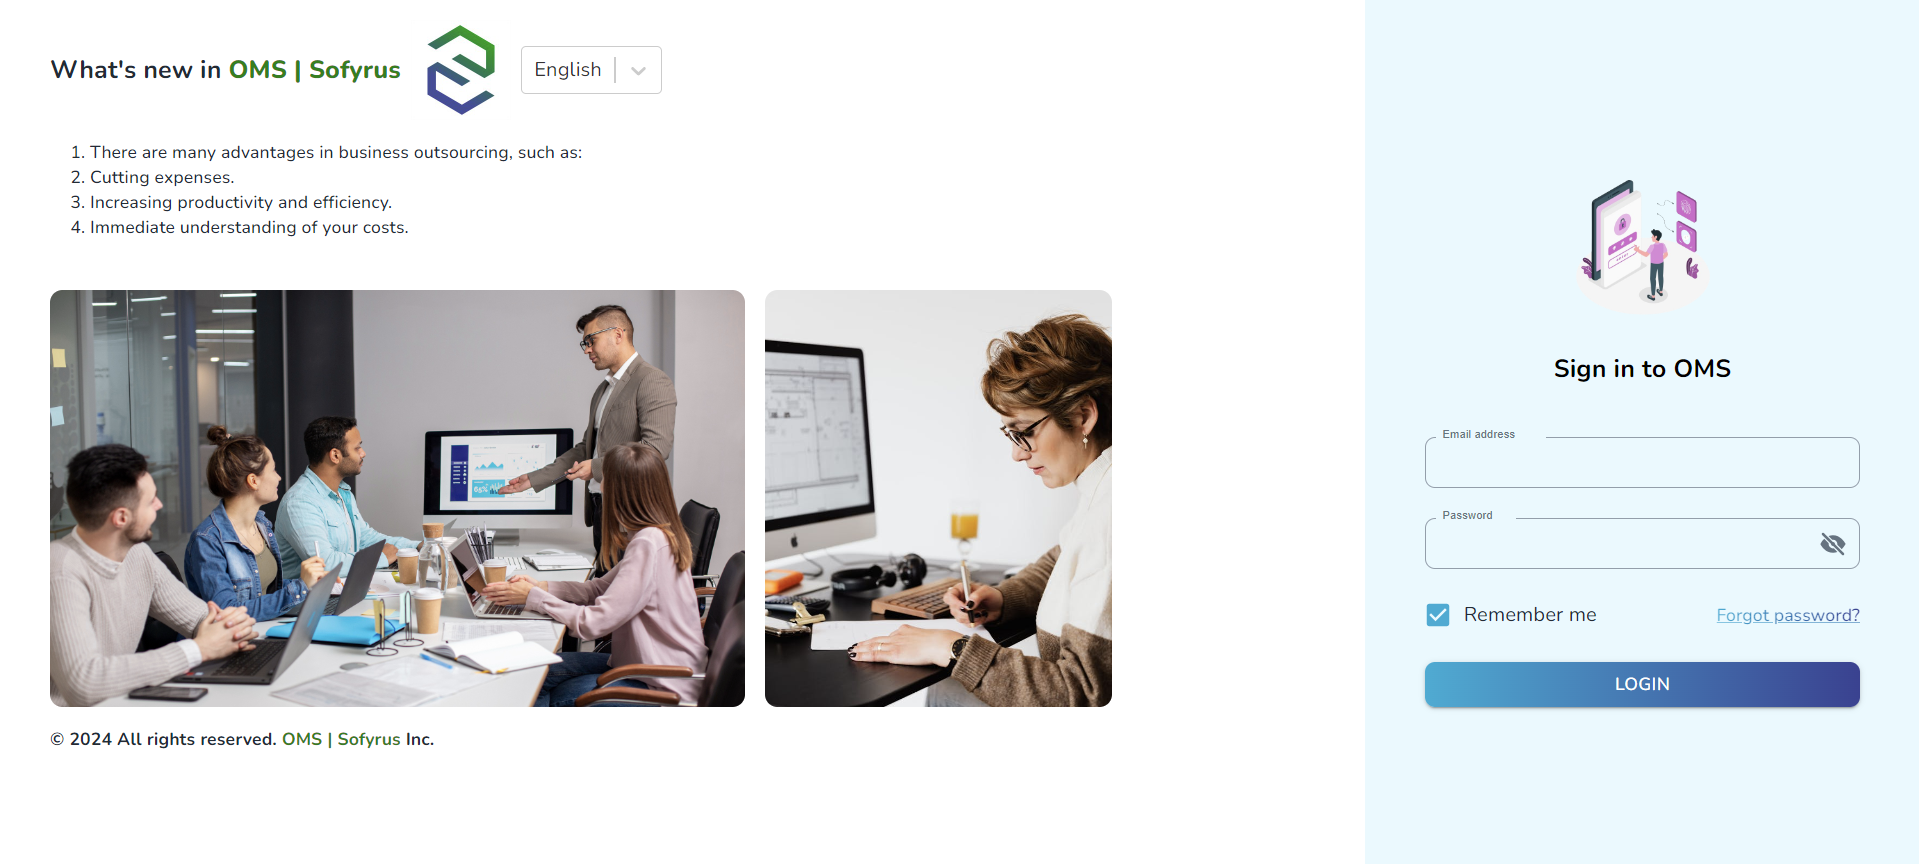 What's new in OMS | Sofyrus
English
1. There are many advantages in business outsourcing, such as:
2. Cutting expenses.
3. Increasing productivity and efficiency.
4. Immediate understanding of your costs.
© 2024 All rights reserved. OMS | Sofyrus Inc.
Sign in to OMS
Email address
Password
Remember me
Forgot password?
LOGIN